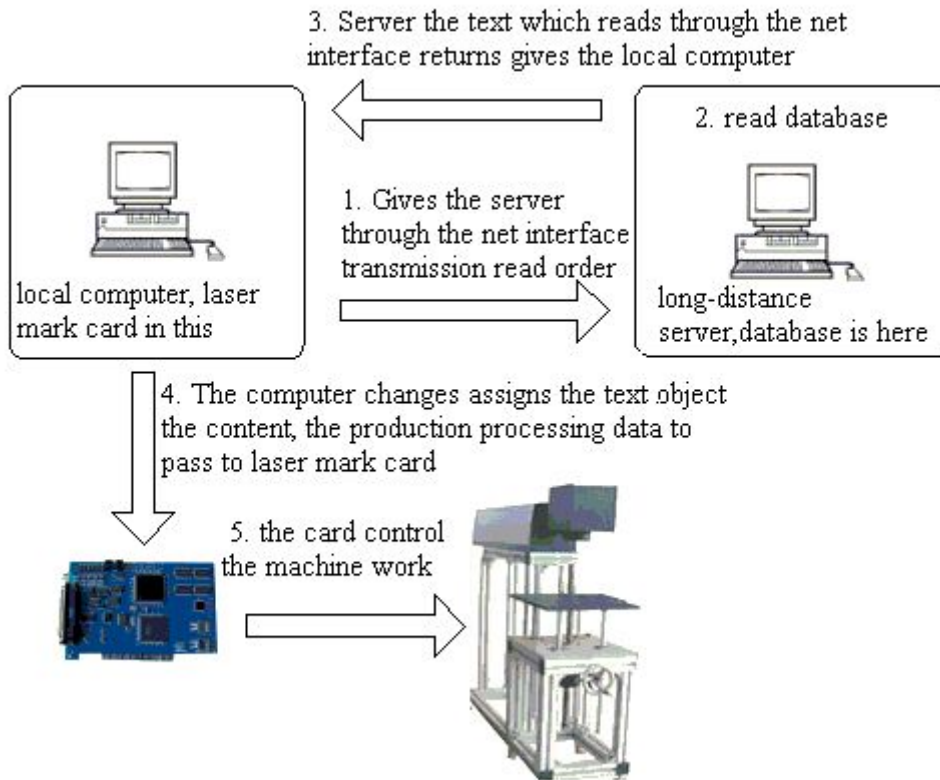 3. Server the text which reads through the net
interface returns gives the local computer
2. read database
1. Gives the server
through the net interface
transmission read order
local computer, laser
mark card in this
long-distance
server,database is here
4. The computer changes assigns the text object
the content, the production processing data to
pass to laser mark card
5. the card control
the machine work